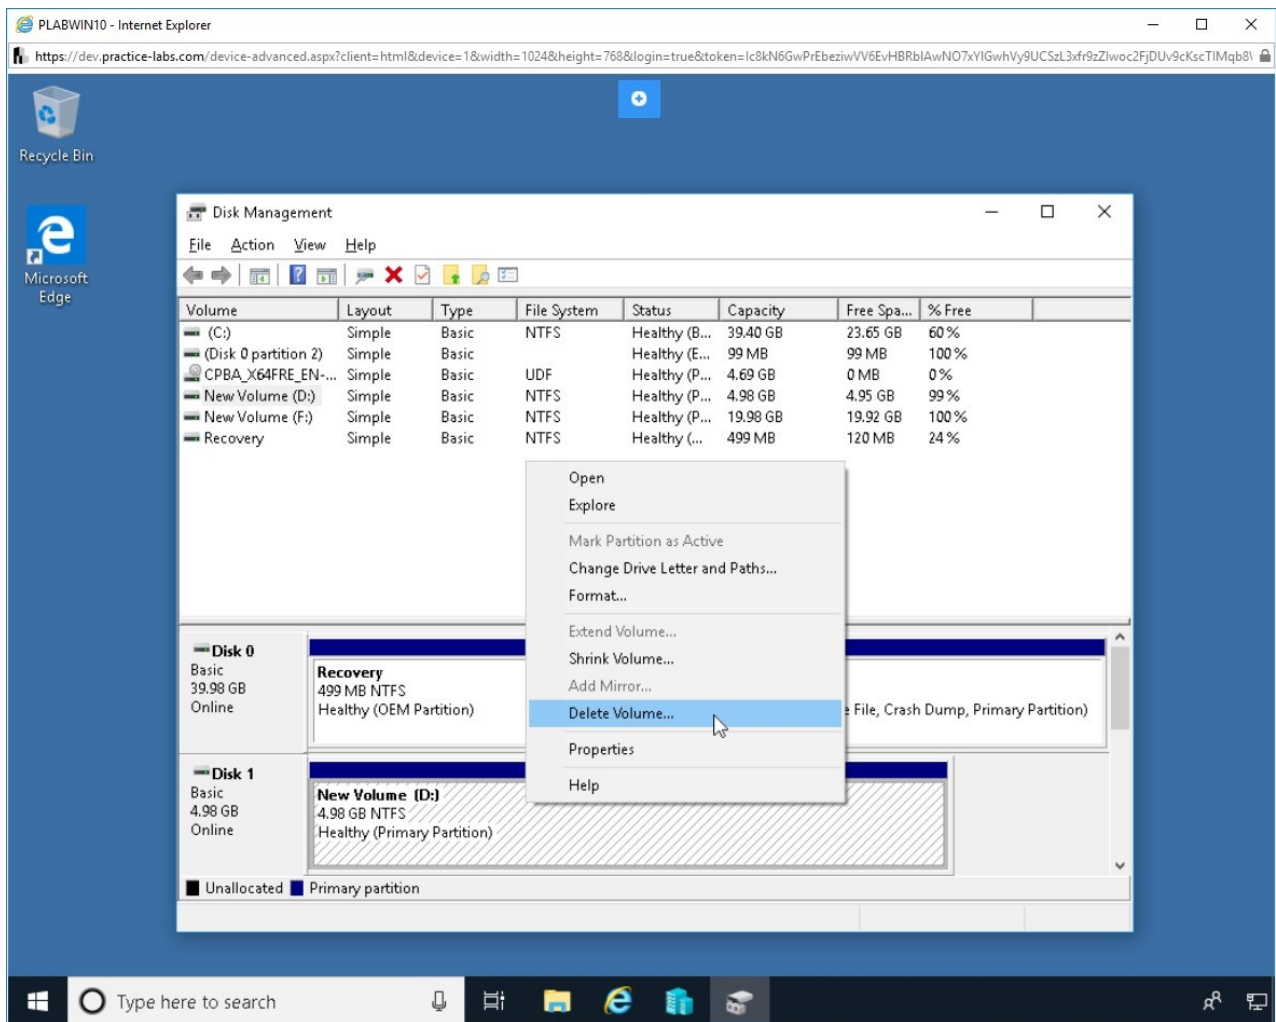 PLABWIN10 - Internet Explorer
https://dev.practice-labs.com/device-advanced.aspx?client=html&device=1&width=1024&height=768&login=true&token=
Recycle Bin
Microsoft
Edge
Disk Management
File Action View Help
Volume Layout Type File System Status Capacity Free Spa... % Free
(C:) Simple Basic NTFS Healthy (B... 39.40 GB 23.65 GB 60 %
(Disk 0 partition 2) Simple Basic Healthy (E... 99 MB 99 MB 100 %
CPBA_X64FRE_EN-... Simple Basic UDF Healthy (P... 4.69 GB 0 MB 0 %
New Volume (D:) Simple Basic NTFS Healthy (P... 4.98 GB 4.95 GB 99 %
New Volume (F:) Simple Basic NTFS Healthy (P... 19.98 GB 19.92 GB 100 %
Recovery Simple Basic NTFS Healthy (... 499 MB 120 MB 24 %
Open
Explore
Mark Partition as Active
Change Drive Letter and Paths...
Format...
Extend Volume...
Shrink Volume...
Add Mirror...
Delete Volume...
Properties
Help
Disk 0
Basic
39.98 GB
Online
Recovery
499 MB NTFS
Healthy (OEM Partition)
File, Crash Dump, Primary Partition)
Disk 1
Basic
4.98 GB
Online
New Volume (D:)
4.98 GB NTFS
Healthy (Primary Partition)
Unallocated Primary partition
Type here to search